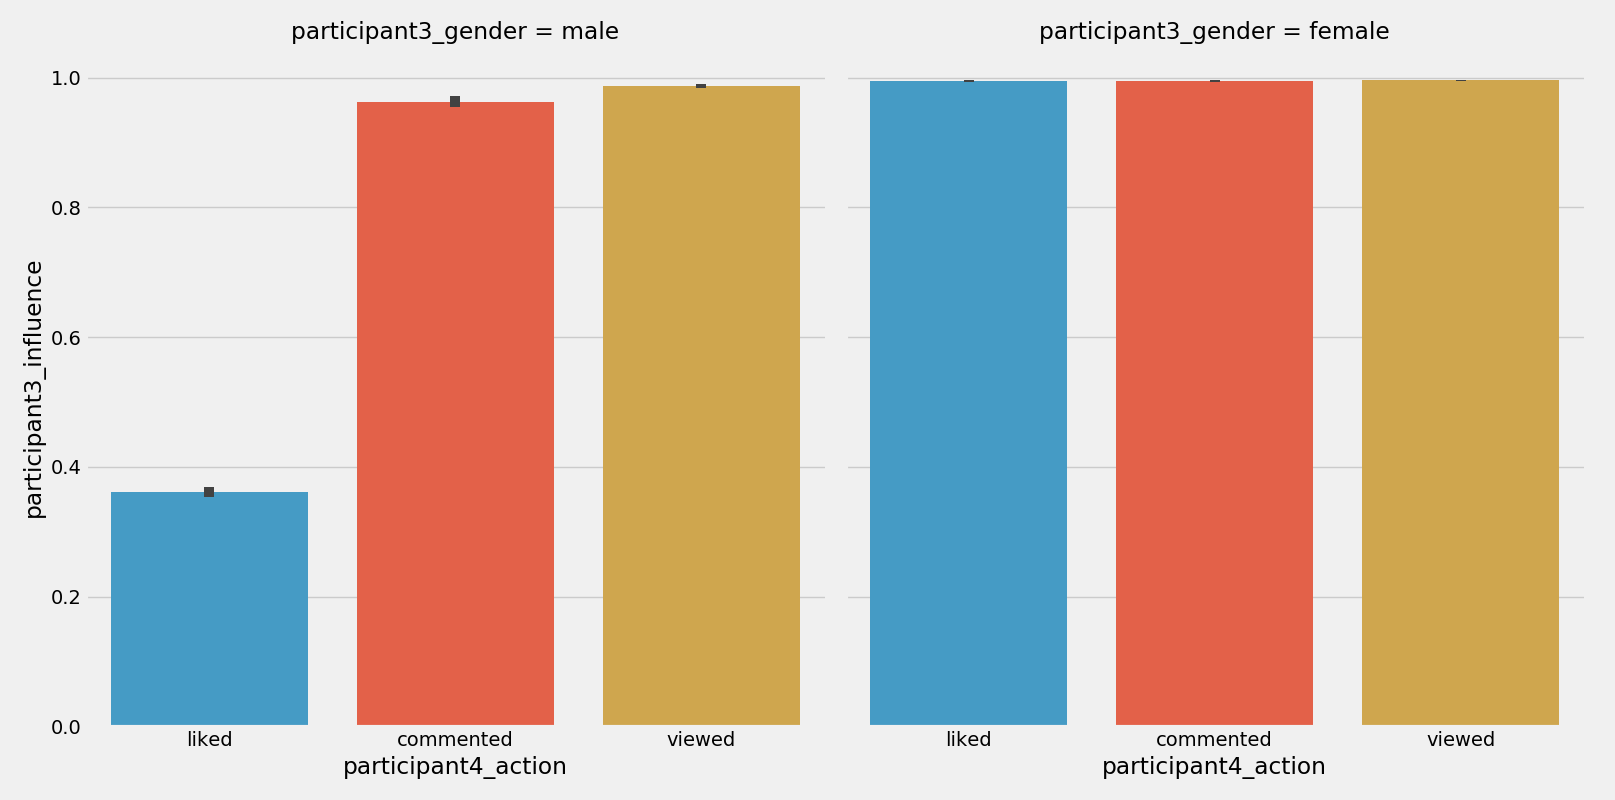 participant3_gender = male
participant3_gender = female
participant3_influence
1.0
0.8
0.6
0.4
0.2
0.0
liked commented viewed
liked commented viewed
participant4_action
participant4_action